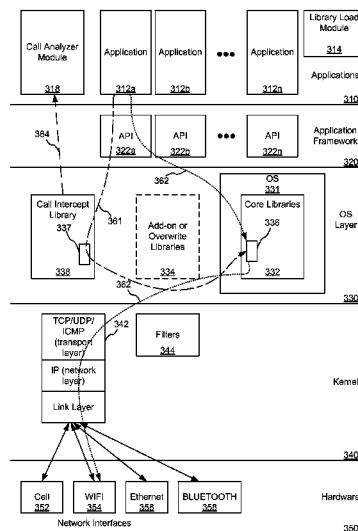 Call Analyzer
Module
318
Application
312a
Application
312b
•••
Application
312n
Library Load
Module
314
Applications
310
API
322a
API
322b
•••
API
322n
Application
Framework
320
364
362
OS
331
OS
Layer
Call Intercept
Library
337
338
361
Add-on or
Overwrite
Libraries
334
Core Libraries
336
332
362
330
TCP/UDP/
ICMP (transport
layer)
342
IP (network
layer)
Link Layer
Filters
344
Kernel
340
Cell
352
WIFI
354
Ethernet
356
BLUETOOTH
358
Network Interfaces
Hardware
350